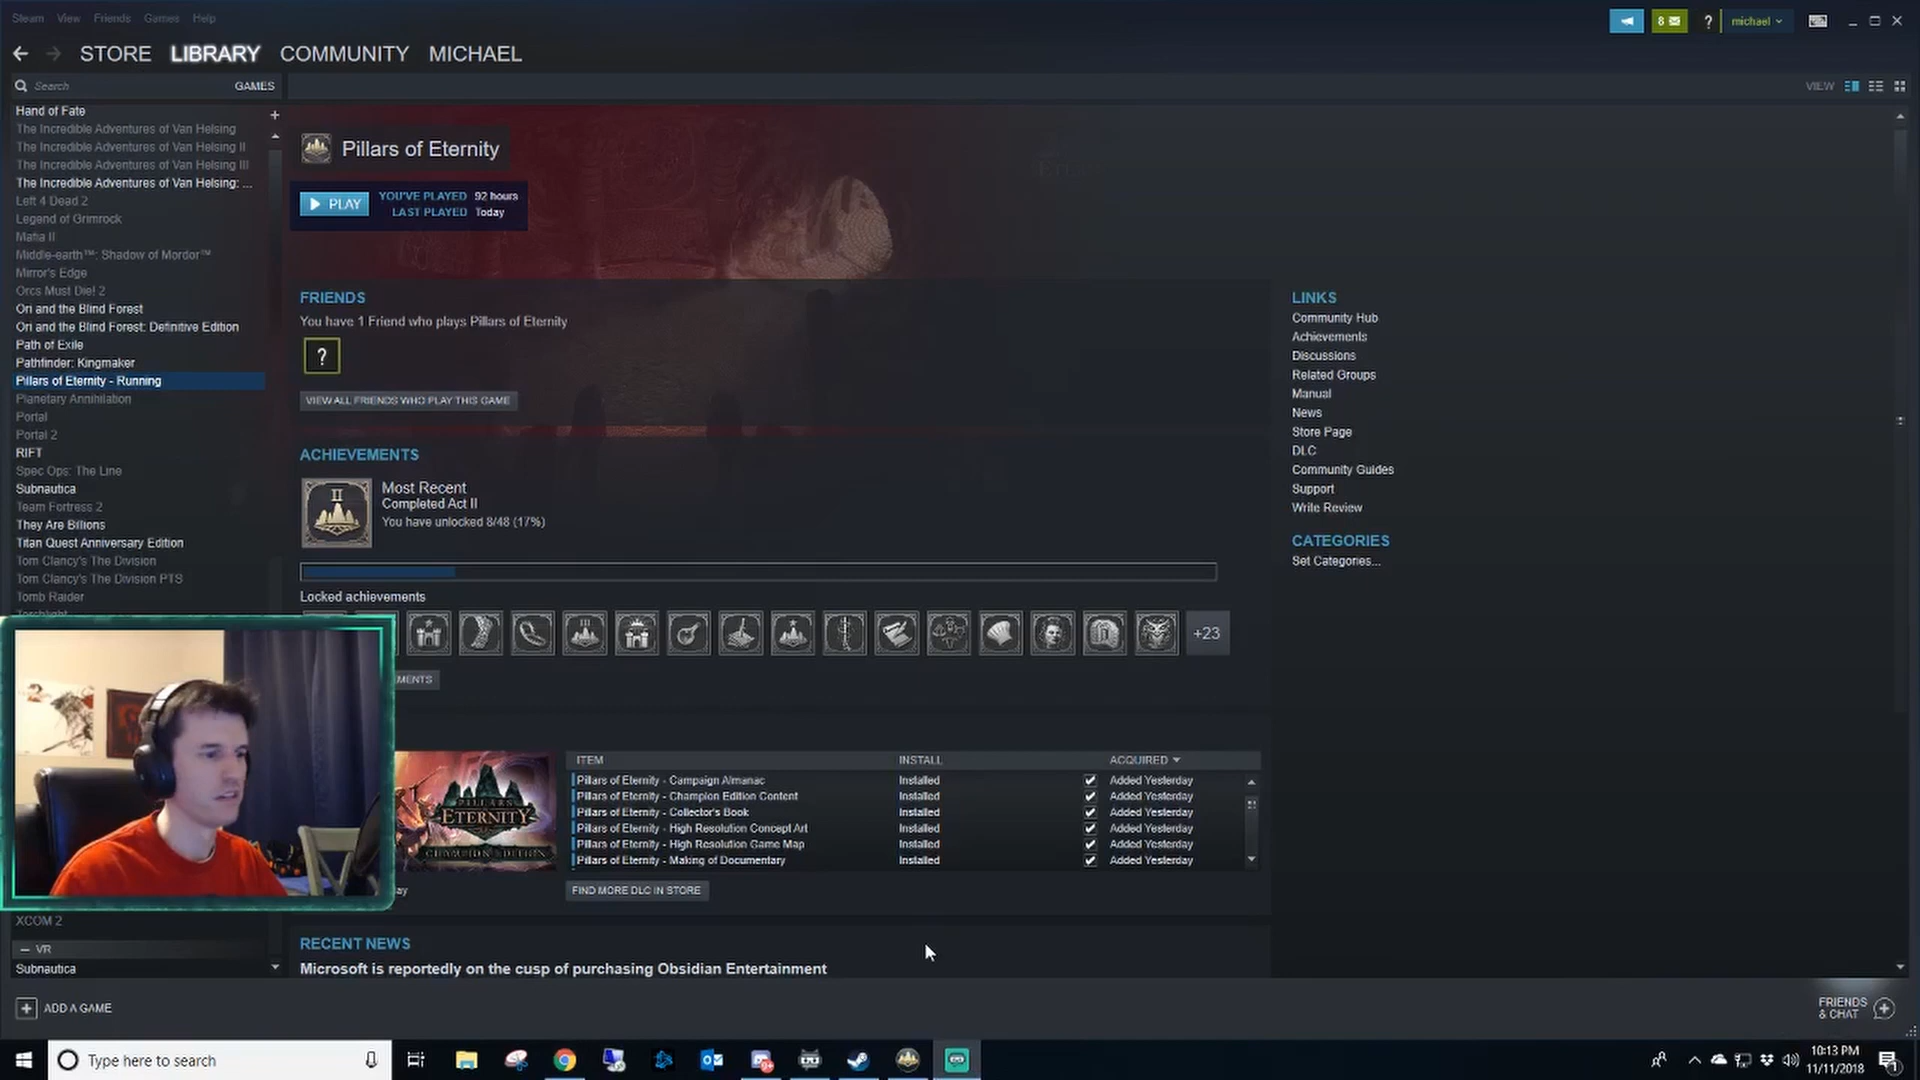 Steam View Friends Games Help
8
?
michael
STORE LIBRARY COMMUNITY MICHAEL
Search
GAMES
VIEW
Hand of Fate
The Incredible Adventures of Van Helsing
The Incredible Adventures of Van Helsing II
The Incredible Adventures of Van Helsing III
The Incredible Adventures of Van Helsing: ...
Left 4 Dead 2
Legend of Grimrock
Mafia II
Middle-earth™: Shadow of Mordor™
Mirror's Edge
Orcs Must Die! 2
Ori and the Blind Forest
Ori and the Blind Forest: Definitive Edition
Path of Exile
Pathfinder: Kingmaker
Pillars of Eternity - Running
Planetary Annihilation
Portal
Portal 2
RIFT
Spec Ops: The Line
Subnautica
Team Fortress 2
They Are Billions
Titan Quest Anniversary Edition
Tom Clancy's The Division
Tom Clancy's The Division PTS
Tomb Raider
XCOM 2
VR
Subnautica
ADD A GAME
Pillars of Eternity
PLAY
YOU'VE PLAYED 92 hours
LAST PLAYED Today
FRIENDS
You have 1 Friend who plays Pillars of Eternity
?
VIEW ALL FRIENDS WHO PLAY THIS GAME
ACHIEVEMENTS
II
Most Recent
Completed Act II
You have unlocked 8/48 (17%)
Locked achievements
+23
MENTS
PILLARS
ETERNITY
CHAMPION EDITION
ITEM INSTALL ACQUIRED
Pillars of Eternity - Campaign Almanac Installed Added Yesterday
Pillars of Eternity - Champion Edition Content Installed Added Yesterday
Pillars of Eternity - Collector's Book Installed Added Yesterday
Pillars of Eternity - High Resolution Concept Art Installed Added Yesterday
Pillars of Eternity - High Resolution Game Map Installed Added Yesterday
Pillars of Eternity - Making of Documentary Installed Added Yesterday
ay
FIND MORE DLC IN STORE
RECENT NEWS
Microsoft is reportedly on the cusp of purchasing Obsidian Entertainment
LINKS
Community Hub
Achievements
Discussions
Related Groups
Manual
News
Store Page
DLC
Community Guides
Support
Write Review
CATEGORIES
Set Categories...
FRIENDS
& CHAT
Type here to search
10:13 PM
11/11/2018
1